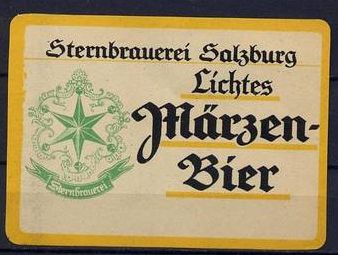 Sternbrauerei Salzburg
Lichtes
Märzen-
Bier
Sternbrauerei